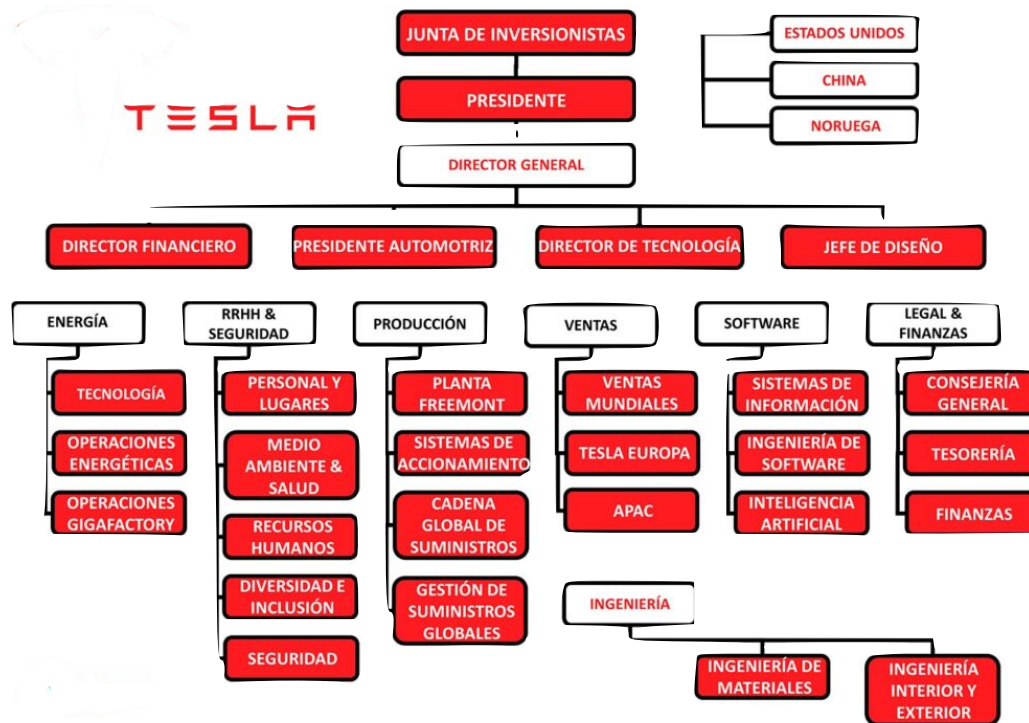 JUNTA DE INVERSIONISTAS
PRESIDENTE
DIRECTOR GENERAL
ESTADOS UNIDOS
CHINA
NORUEGA
TESLA
DIRECTOR FINANCIERO
PRESIDENTE AUTOMOTRIZ
DIRECTOR DE TECNOLOGÍA
JEFE DE DISEÑO
ENERGÍA
TECNOLOGÍA
OPERACIONES
ENERGÉTICAS
OPERACIONES
GIGAFACTORY
RRHH &
SEGURIDAD
PERSONAL Y
LUGARES
MEDIO
AMBIENTE &
SALUD
RECURSOS
HUMANOS
DIVERSIDAD E
INCLUSIÓN
SEGURIDAD
PRODUCCIÓN
PLANTA
FREEMONT
SISTEMAS DE
ACCIONAMIENTO
CADENA
GLOBAL DE
SUMINISTROS
GESTIÓN DE
SUMINISTROS
GLOBALES
VENTAS
VENTAS
MUNDIALES
TESLA EUROPA
APAC
SOFTWARE
SISTEMAS DE
INFORMACIÓN
INGENIERÍA DE
SOFTWARE
INTELIGENCIA
ARTIFICIAL
LEGAL &
FINANZAS
CONSEJERÍA
GENERAL
TESORERÍA
FINANZAS
INGENIERÍA
INGENIERÍA DE
MATERIALES
INGENIERÍA
INTERIOR Y
EXTERIOR